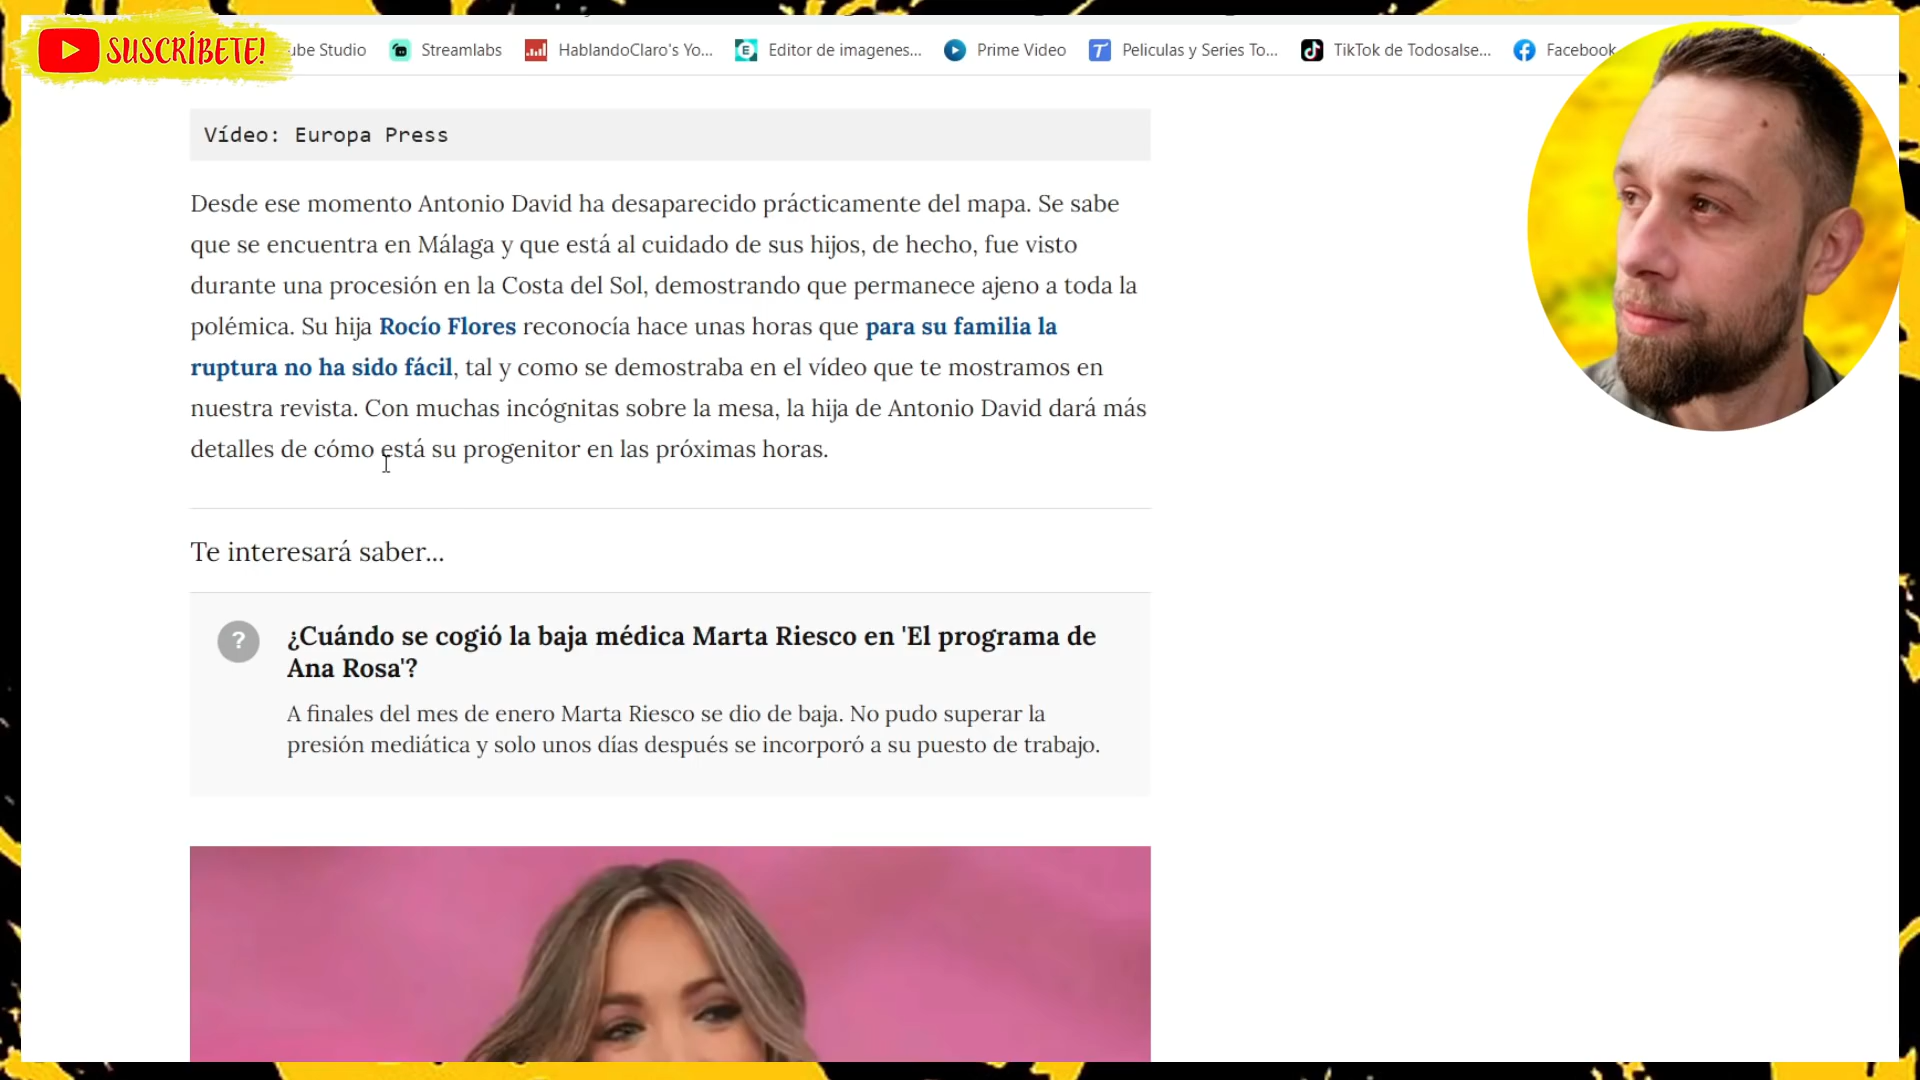 SUSCRÍBETE!
ube Studio
Streamlabs
HablandoClaro's Yo...
Editor de imagenes...
Prime Video
Peliculas y Series To...
TikTok de Todosalse...
Facebook
Vídeo: Europa Press
Desde ese momento Antonio David ha desaparecido prácticamente del mapa. Se sabe
que se encuentra en Málaga y que está al cuidado de sus hijos, de hecho, fue visto
durante una procesión en la Costa del Sol, demostrando que permanece ajeno a toda la
polémica. Su hija Rocío Flores reconocía hace unas horas que para su familia la
ruptura no ha sido fácil, tal y como se demostraba en el vídeo que te mostramos en
nuestra revista. Con muchas incógnitas sobre la mesa, la hija de Antonio David dará más
detalles de cómo está su progenitor en las próximas horas.
Te interesará saber...
?
¿Cuándo se cogió la baja médica Marta Riesco en 'El programa de
Ana Rosa'?
A finales del mes de enero Marta Riesco se dio de baja. No pudo superar la
presión mediática y solo unos días después se incorporó a su puesto de trabajo.